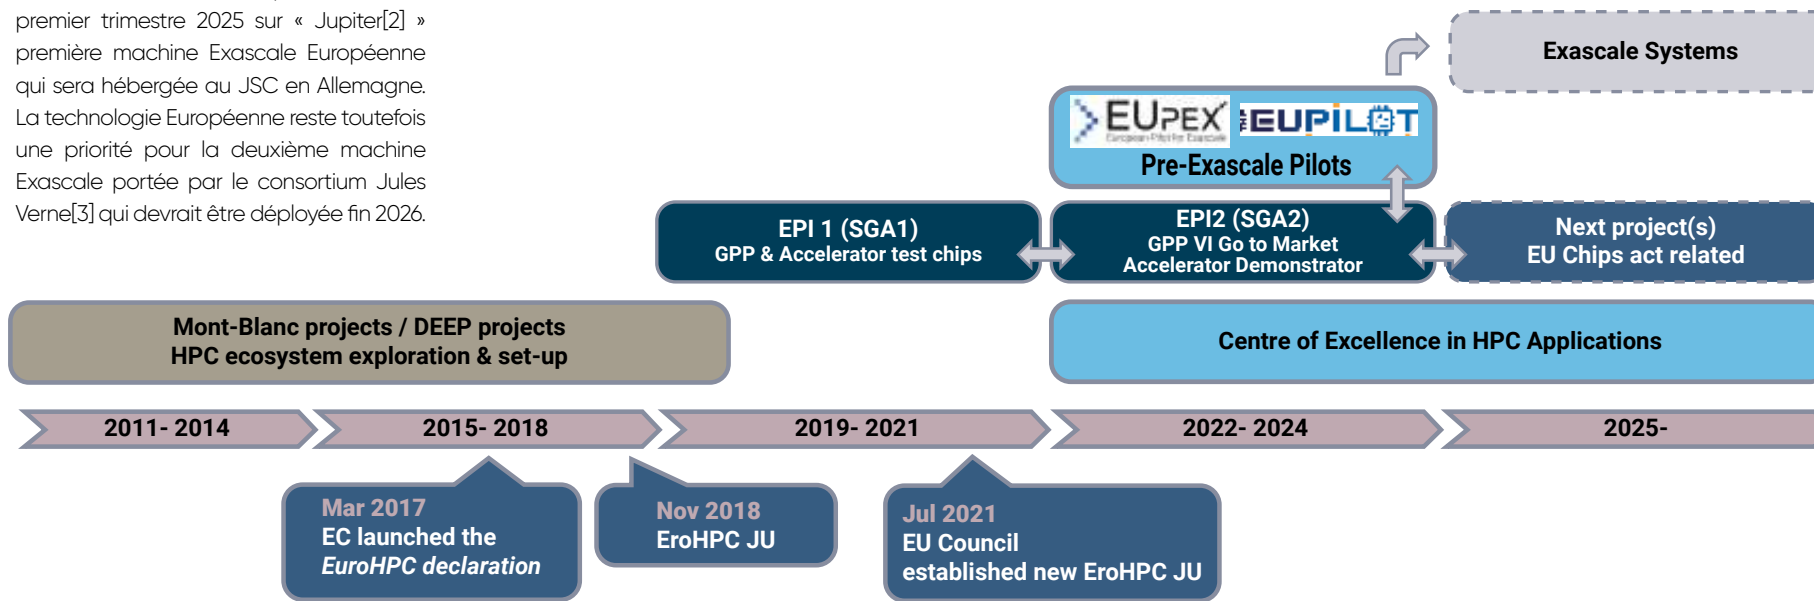 premier trimestre 2025 sur « Jupiter[2] »
première machine Exascale Européenne
qui sera hébergée au JSC en Allemagne.
La technologie Européenne reste toutefois
une priorité pour la deuxième machine
Exascale portée par le consortium Jules
Verne[3] qui devrait être déployée fin 2026.
Exascale Systems
EUPEX
European Pilot for Exascale
THE EUPILOT
Pre-Exascale Pilots
EPI 1 (SGA1)
GPP & Accelerator test chips
EPI2 (SGA2)
GPP VI Go to Market
Accelerator Demonstrator
Next project(s)
EU Chips act related
Mont-Blanc projects / DEEP projects
HPC ecosystem exploration & set-up
Centre of Excellence in HPC Applications
2011- 2014
2015- 2018
2019- 2021
2022- 2024
2025-
Mar 2017
EC launched the
EuroHPC declaration
Nov 2018
EroHPC JU
Jul 2021
EU Council
established new EroHPC JU